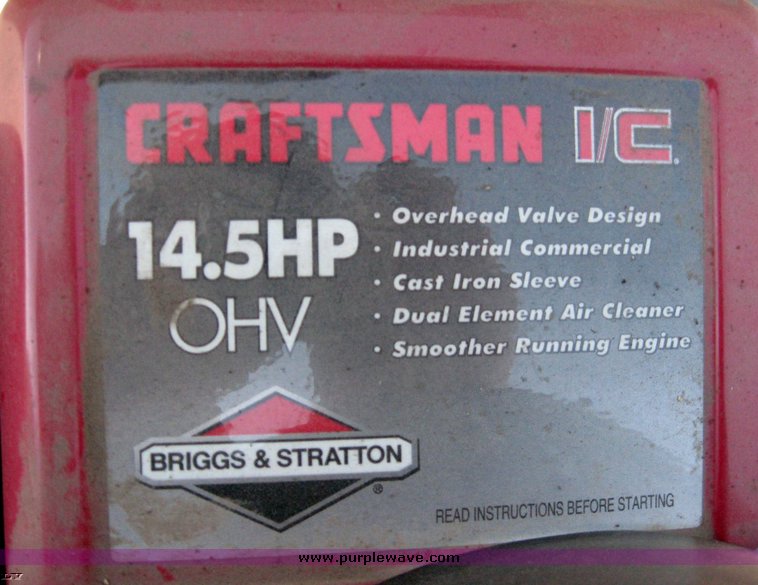 CRAFTSMAN I/C®
14.5HP
OHV
· Overhead Valve Design
· Industrial Commercial
· Cast Iron Sleeve
· Dual Element Air Cleaner
· Smoother Running Engine
BRIGGS & STRATTON®
READ INSTRUCTIONS BEFORE STARTING
www.purplewave.com